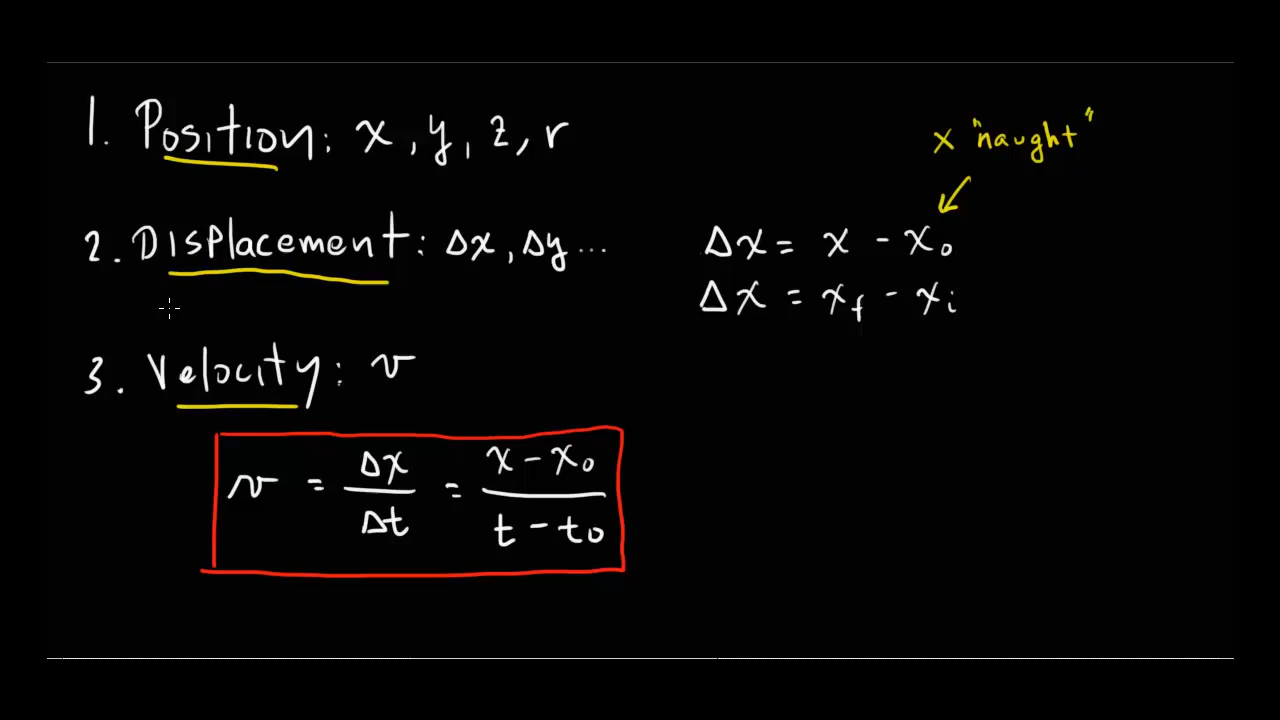 1. Position: x, y, z, r
x "naught"
2. Displacement: Δx, Δy...
Δx = x - x₀
Δx = x_f - x_i
3. Velocity: v
v = Δx/Δt = (x - x₀)/(t - t₀)